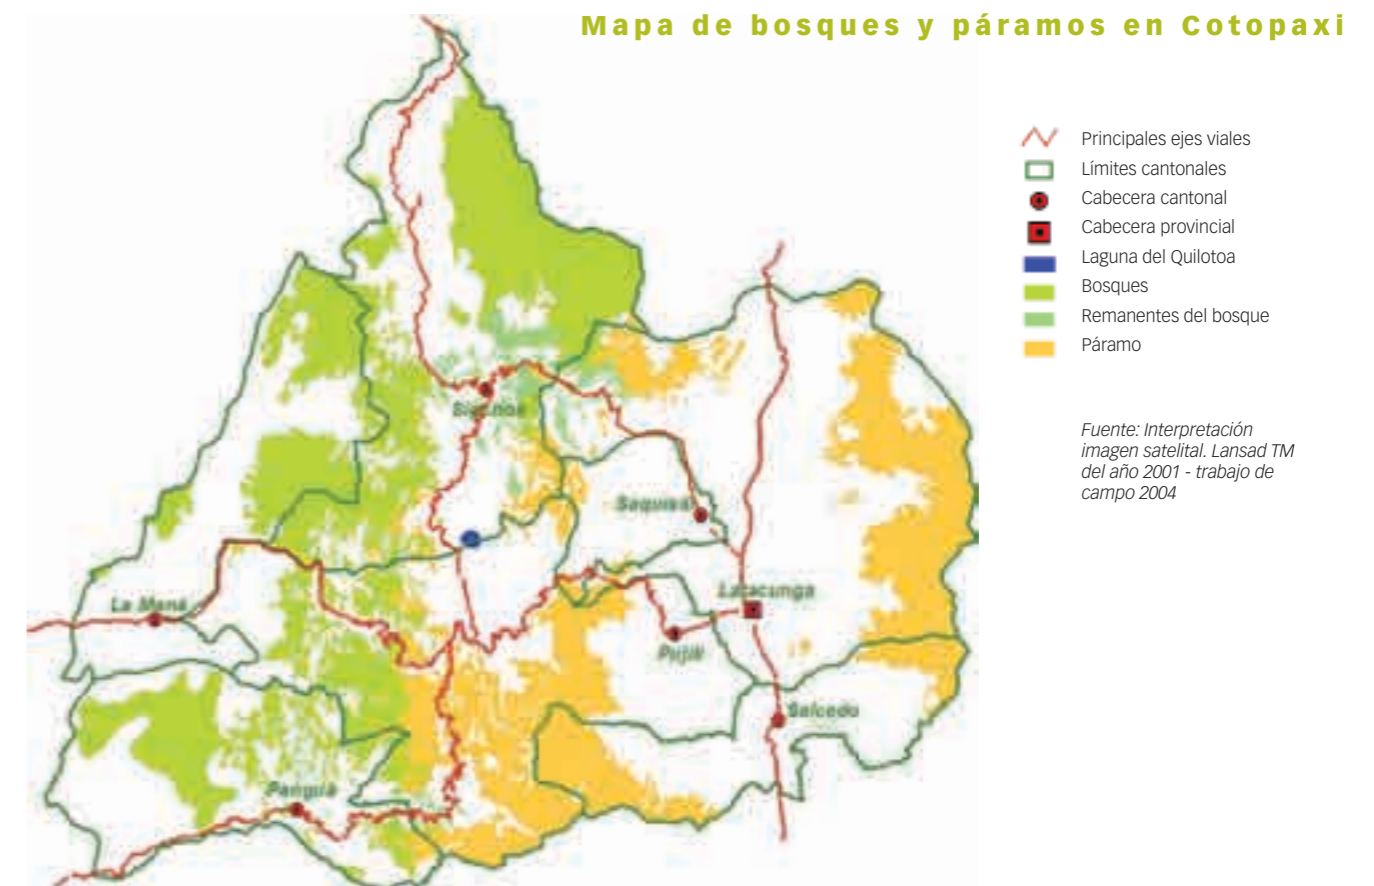 Mapa de bosques y páramos en Cotopaxi
Principales ejes viales
Límites cantonales
Cabecera cantonal
Cabecera provincial
Laguna del Quilotoa
Bosques
Remanentes del bosque
Páramo
Fuente: Interpretación
imagen satelital. Lansad TM
del año 2001 - trabajo de
campo 2004
Sigchos
Saquisilí
Latacunga
La Maná
Pujilí
Salcedo
Pangua